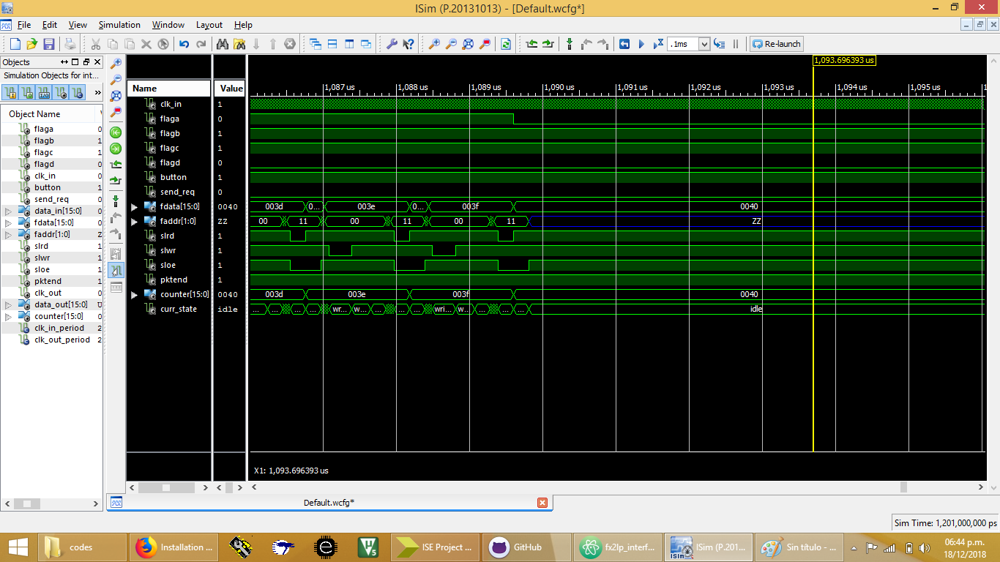 ISim (P.20131013) - [Default.wcfg*]
File Edit View Simulation Window Layout Help
.1ms Re-launch
Objects
Simulation Objects for int...
Object Name
flaga 0
flagb 1
flagc 1
flagd 0
clk_in 0
button 1
send_req 0
data_in[15:0] 0
fdata[15:0] 0
faddr[1:0] Z
slrd 1
slwr 1
sloe 1
pktend 1
clk_out 0
data_out[15:0]
counter[15:0] 0
clk_in_period 2
clk_out_period 2
Name Value
clk_in 1
flaga 0
flagb 1
flagc 1
flagd 0
button 1
send_req 0
fdata[15:0] 0040
faddr[1:0] ZZ
slrd 1
slwr 1
sloe 1
pktend 1
counter[15:0] 0040
curr_state idle
1,093.696393 us
1,087 us 1,088 us 1,089 us 1,090 us 1,091 us 1,092 us 1,093 us 1,094 us 1,095 us
003d 0... 003e 0... 003f 0040
00 11 00 11 00 11 ZZ
003d 003e 003f 0040
... ... ... ... wr... w... ... ... ... wri... w... ... ... ... idle
X1: 1,093.696393 us
Default.wcfg*
Sim Time: 1,201,000,000 ps
codes Installation ... ISE Project ... GitHub fx2lp_interf... ISim (P.201... Sin título - ... 06:44 p.m.
18/12/2018